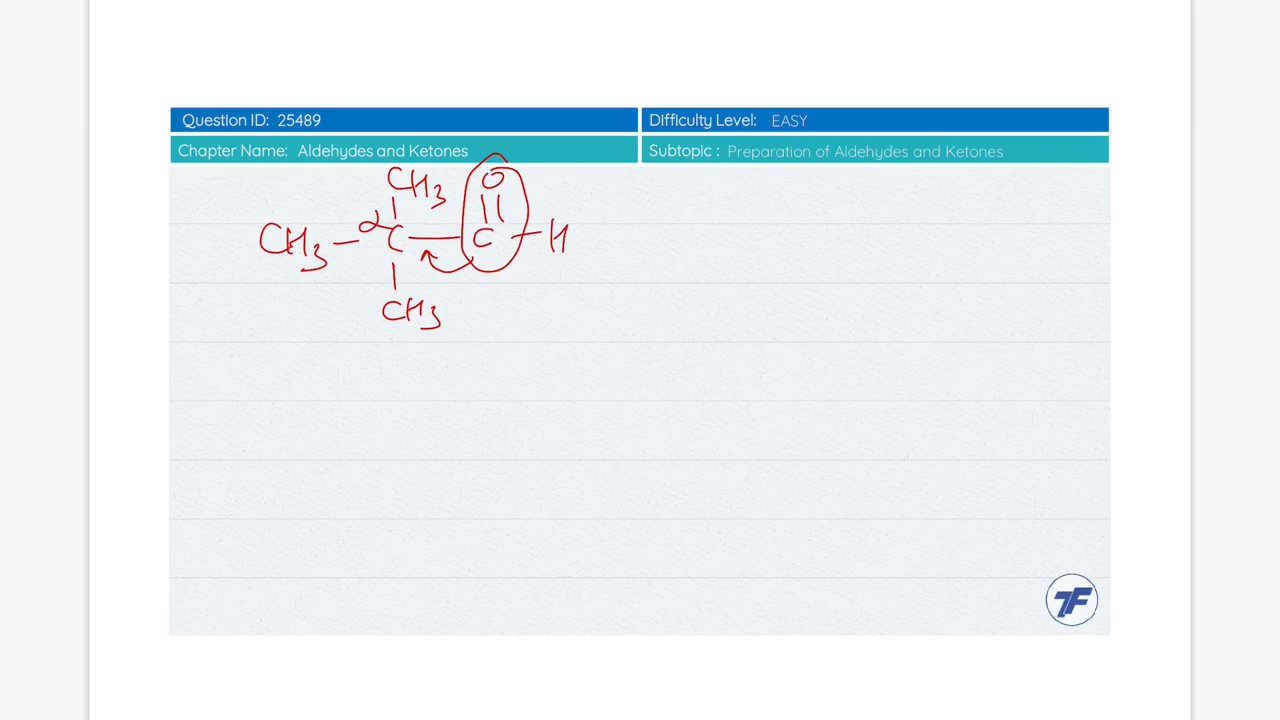 Question ID: 25489
Difficulty Level: EASY
Chapter Name: Aldehydes and Ketones
Subtopic : Preparation of Aldehydes and Ketones
CH3 O
CH3 - α C - C - H
CH3